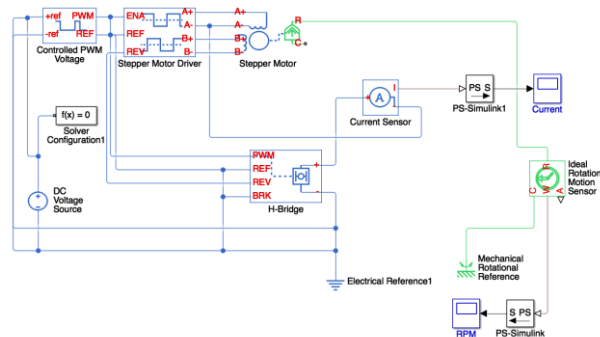 +ref PWM
-ref REF
Controlled PWM
Voltage
ENA A+
A-
REF B+
REV B-
Stepper Motor Driver
A+
A-
B+
B-
Stepper Motor
R
C
f(x) = 0
Solver
Configuration1
DC
Voltage
Source
+
-
A
I
+
-
Current Sensor
PS S
PS-Simulink1
Current
PWM
REF
REV
BRK
+
-
H-Bridge
Electrical Reference1
R
C W A
Ideal
Rotation
Motion
Sensor
Mechanical
Rotational
Reference
RPM
S PS
PS-Simulink